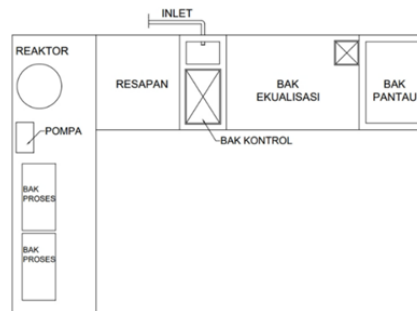 INLET
REAKTOR
RESAPAN
BAK
EKUALISASI
BAK
PANTAU
POMPA
BAK KONTROL
BAK
PROSES
BAK
PROSES